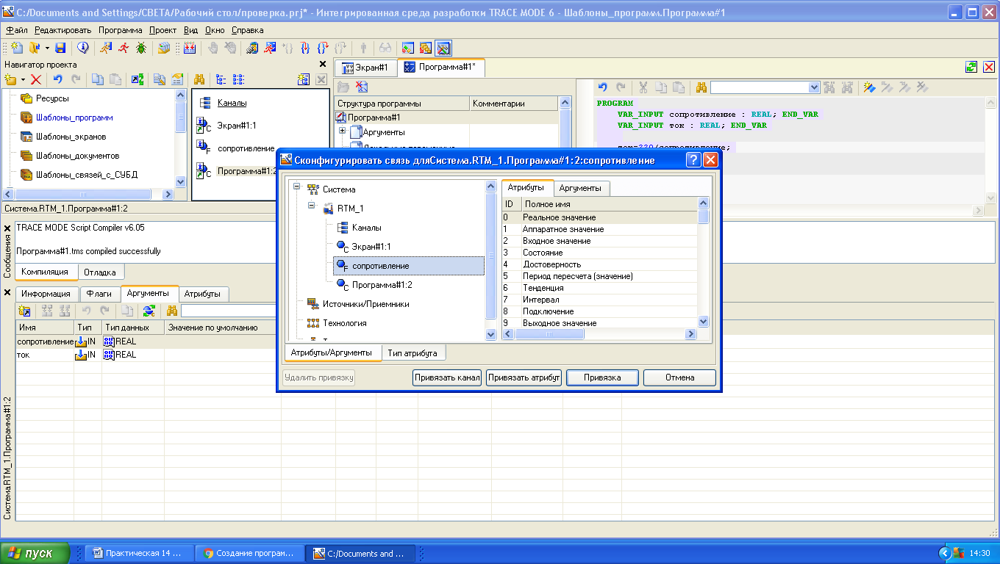 C:/Documents and Settings/СВЕТА/Рабочий стол/проверка.prj* - Интегрированная среда разработки TRACE MODE 6 - Шаблоны_программ.Программа#1
Файл Редактировать Программа Проект Вид Окно Справка
Навигатор проекта
Экран#1 Программа#1*
Ресурсы
Шаблоны_программ
Шаблоны_экранов
Шаблоны_документов
Шаблоны_связей_с_СУБД
Каналы
Экран#1:1
сопротивление
Программа#1:2
Структура программы Комментарии
Программа#1
Аргументы
PROGRAM
VAR_INPUT сопротивление : REAL; END_VAR
VAR_INPUT ток : REAL; END_VAR
ток=220/сопротивление;
Система.RTM_1.Программа#1:2
Сообщения
TRACE MODE Script Compiler v6.05
Программа#1.tms compiled successfully
Компиляция Отладка
Информация Флаги Аргументы Атрибуты
Имя Тип Тип данных Значение по умолчанию
сопротивление IN REAL
ток IN REAL
Система.RTM_1.Программа#1:2
Сконфигурировать связь дляСистема.RTM_1.Программа#1:2:сопротивление
Система
RTM_1
Каналы
Экран#1:1
сопротивление
Программа#1:2
Источники/Приемники
Технология
Атрибуты Аргументы
ID Полное имя
0 Реальное значение
1 Аппаратное значение
2 Входное значение
3 Состояние
4 Достоверность
5 Период пересчета (значение)
6 Тенденция
7 Интервал
8 Подключение
9 Выходное значение
Атрибуты/Аргументы Тип атрибута
Удалить привязку Привязать канал Привязать атрибут Привязка Отмена
пуск Практическая 14 ... Создание програм... C:/Documents and ... 14:30